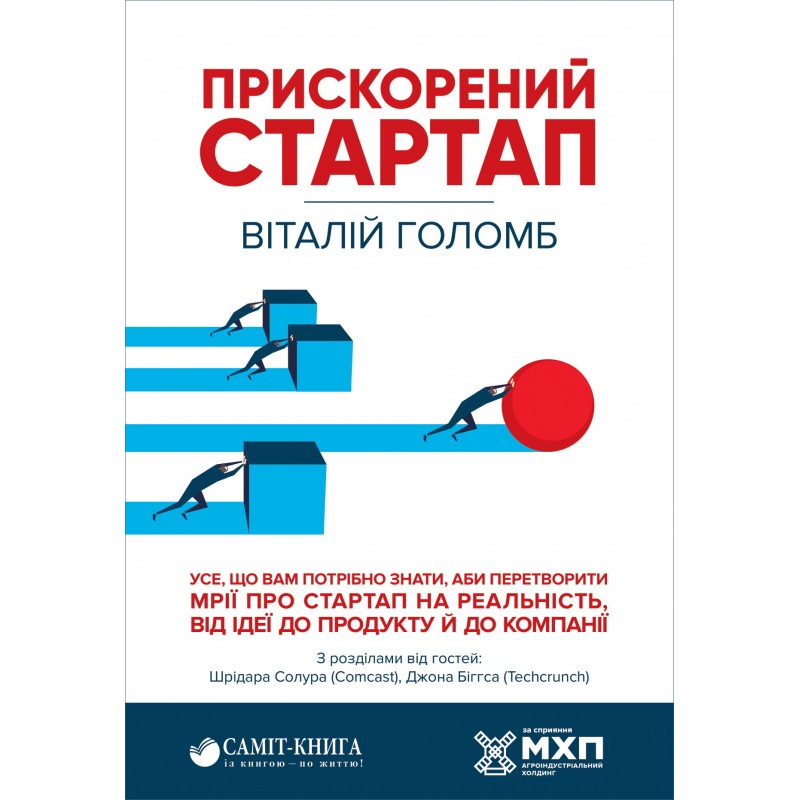 ПРИСКОРЕНИЙ
СТАРТАП
ВІТАЛІЙ ГОЛОМБ
УСЕ, ЩО ВАМ ПОТРІБНО ЗНАТИ, АБИ ПЕРЕТВОРИТИ
МРІЇ ПРО СТАРТАП НА РЕАЛЬНІСТЬ,
ВІД ІДЕЇ ДО ПРОДУКТУ Й ДО КОМПАНІЇ
З розділами від гостей:
Шрідара Солура (Comcast), Джона Біггса (Techcrunch)
САМІТ-КНИГА
із книгою – по життю!
за сприяння
МХП
АГРОІНДУСТРІАЛЬНИЙ
ХОЛДИНГ